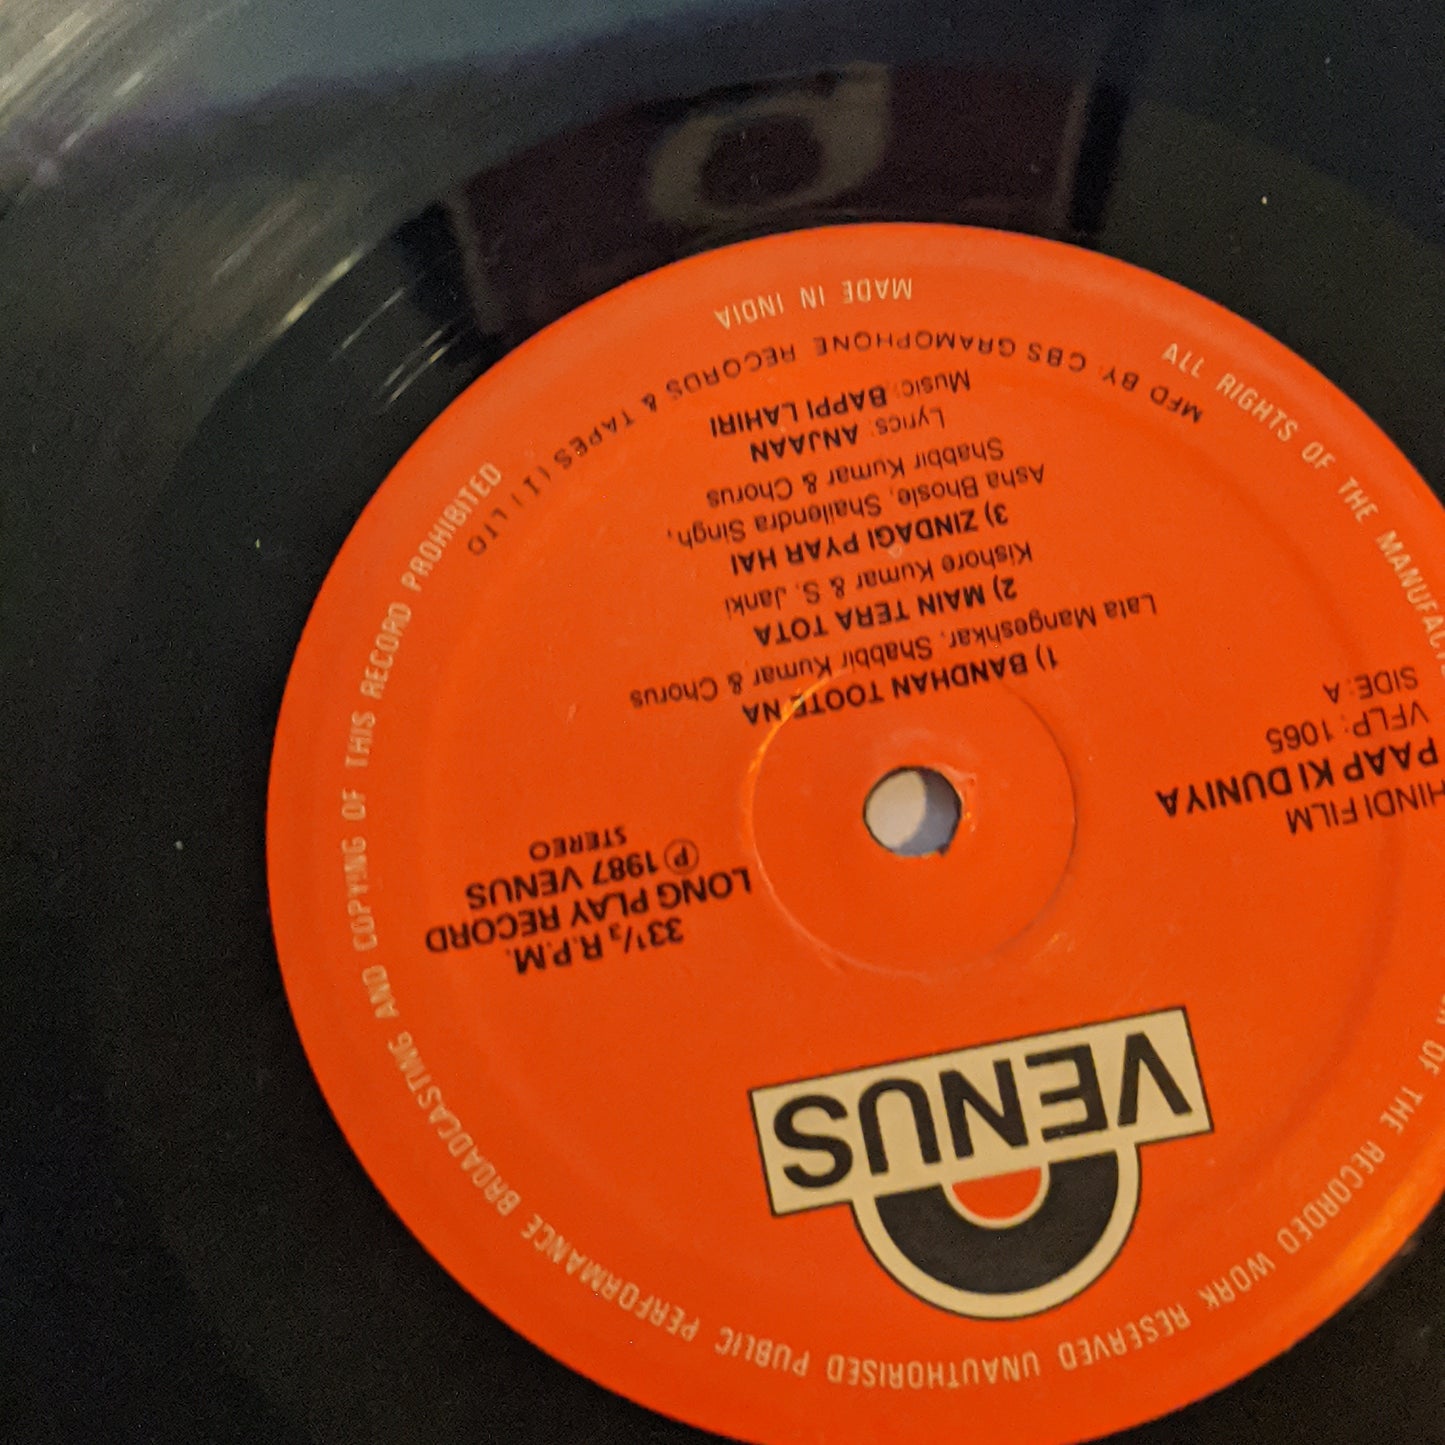 VENUS
33⅓ R.P.M.
LONG PLAY RECORD
℗ 1987 VENUS
STEREO
HINDI FILM
PAAP KI DUNIYA
VFLP: 1065
SIDE: A
1) BANDHAN TOOTE NA
Lata Mangeshkar, Shabbir Kumar & Chorus
2) MAIN TERA TOTA
Kishore Kumar & S. Janki
3) ZINDAGI PYAR HAI
Asha Bhosle, Shailendra Singh,
Shabbir Kumar & Chorus
Lyrics: ANJAAN
Music: BAPPI LAHIRI
MFD BY: CBS GRAMOPHONE RECORDS & TAPES (I) LTD
MADE IN INDIA
ALL RIGHTS OF THE OF THE RECORDED WORK RESERVED UNAUTHORISED PUBLIC PERFORMANCE BROADCASTING AND COPYING OF THIS RECORD PROHIBITED